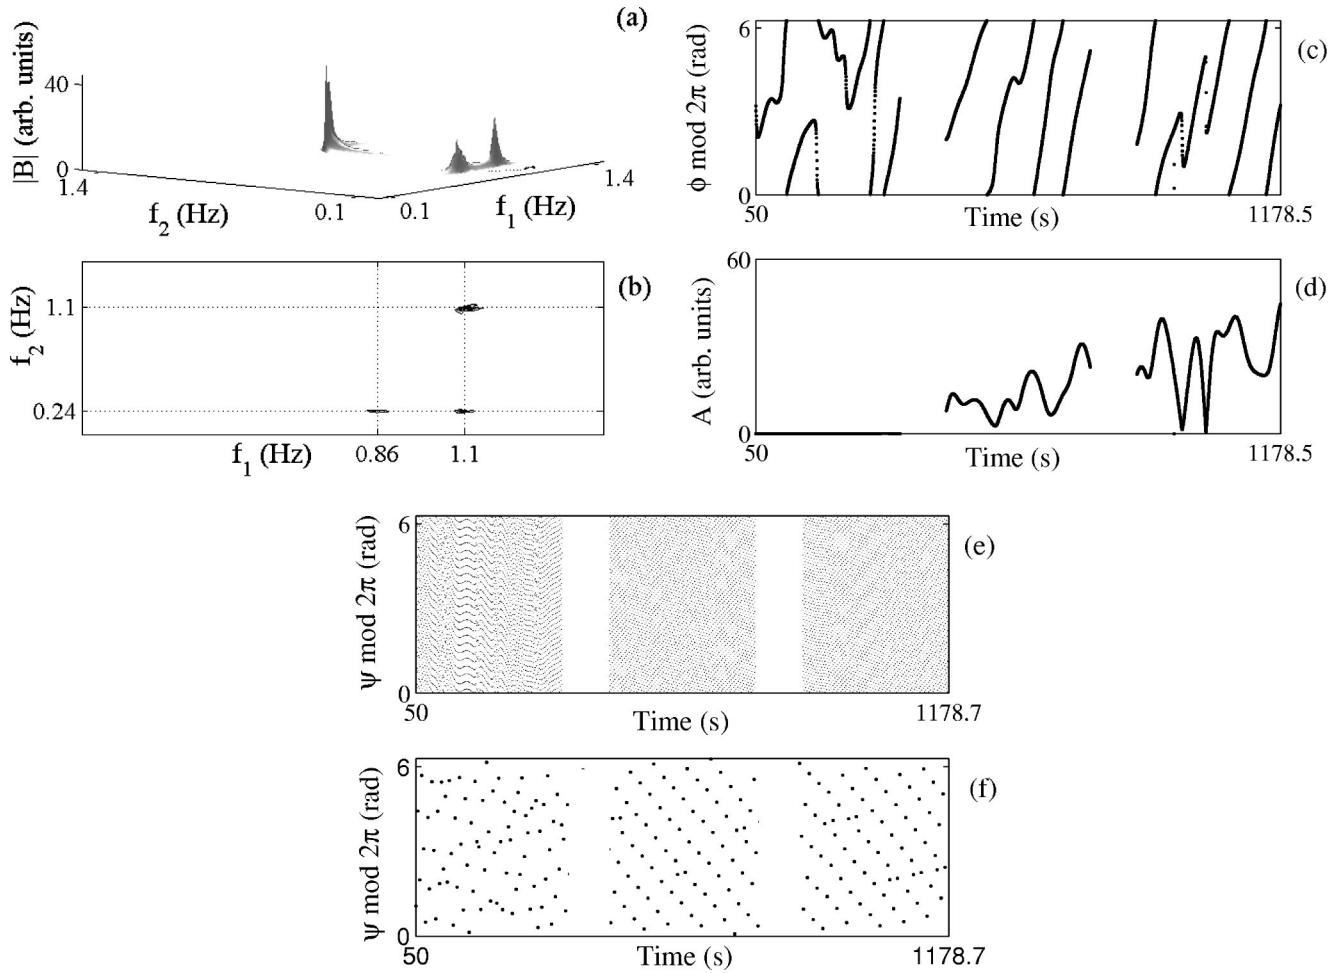 (a)
|B| (arb. units)
40
0
1.4
f2 (Hz)
0.1
0.1
f1 (Hz)
1.4
(b)
f2 (Hz)
1.1
0.24
f1 (Hz)
0.86
1.1
(c)
ϕ mod 2π (rad)
6
0
50
Time (s)
1178.5
(d)
A (arb. units)
60
0
50
Time (s)
1178.5
(e)
ψ mod 2π (rad)
6
0
50
Time (s)
1178.7
(f)
ψ mod 2π (rad)
6
0
50
Time (s)
1178.7